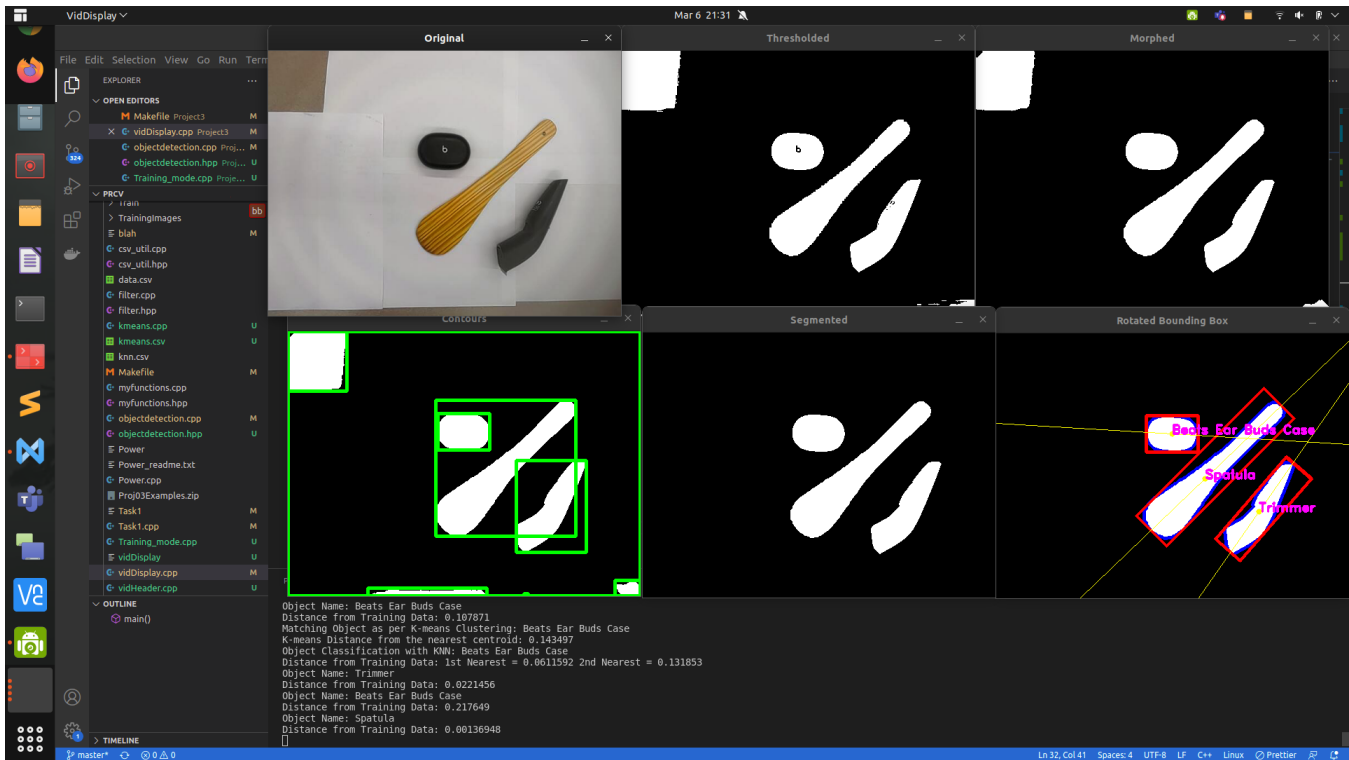 VidDisplay
Mar 6 21:31
File Edit Selection View Go Run Term
Original
Thresholded
Morphed
EXPLORER
OPEN EDITORS
Makefile Project3 M
vidDisplay.cpp Project3 M
objectdetection.cpp Proj... M
objectdetection.hpp Proj... U
Training_mode.cpp Proje... U
PRCV
Train
bb
TrainingImages
blah M
csv_util.cpp
csv_util.hpp
data.csv
filter.cpp
filter.hpp
kmeans.cpp U
kmeans.csv U
knn.csv
Makefile M
myfunctions.cpp
myfunctions.hpp
objectdetection.cpp M
objectdetection.hpp U
Power
Power_readme.txt
Power.cpp
Proj03Examples.zip
Task1 M
Task1.cpp M
Training_mode.cpp U
vidDisplay U
vidDisplay.cpp M
vidHeader.cpp U
OUTLINE
main()
TIMELINE
324
1
b
b
Contours
Segmented
Rotated Bounding Box
Beats Ear Buds Case
Spatula
Trimmer
Object Name: Beats Ear Buds Case
Distance from Training Data: 0.107871
Matching Object as per K-means Clustering: Beats Ear Buds Case
K-means Distance from the nearest centroid: 0.143497
Object Classification with KNN: Beats Ear Buds Case
Distance from Training Data: 1st Nearest = 0.0611592 2nd Nearest = 0.131853
Object Name: Trimmer
Distance from Training Data: 0.0221456
Object Name: Beats Ear Buds Case
Distance from Training Data: 0.217649
Object Name: Spatula
Distance from Training Data: 0.00136948
master* 0 0
Ln 32, Col 41 Spaces: 4 UTF-8 LF C++ Linux Prettier